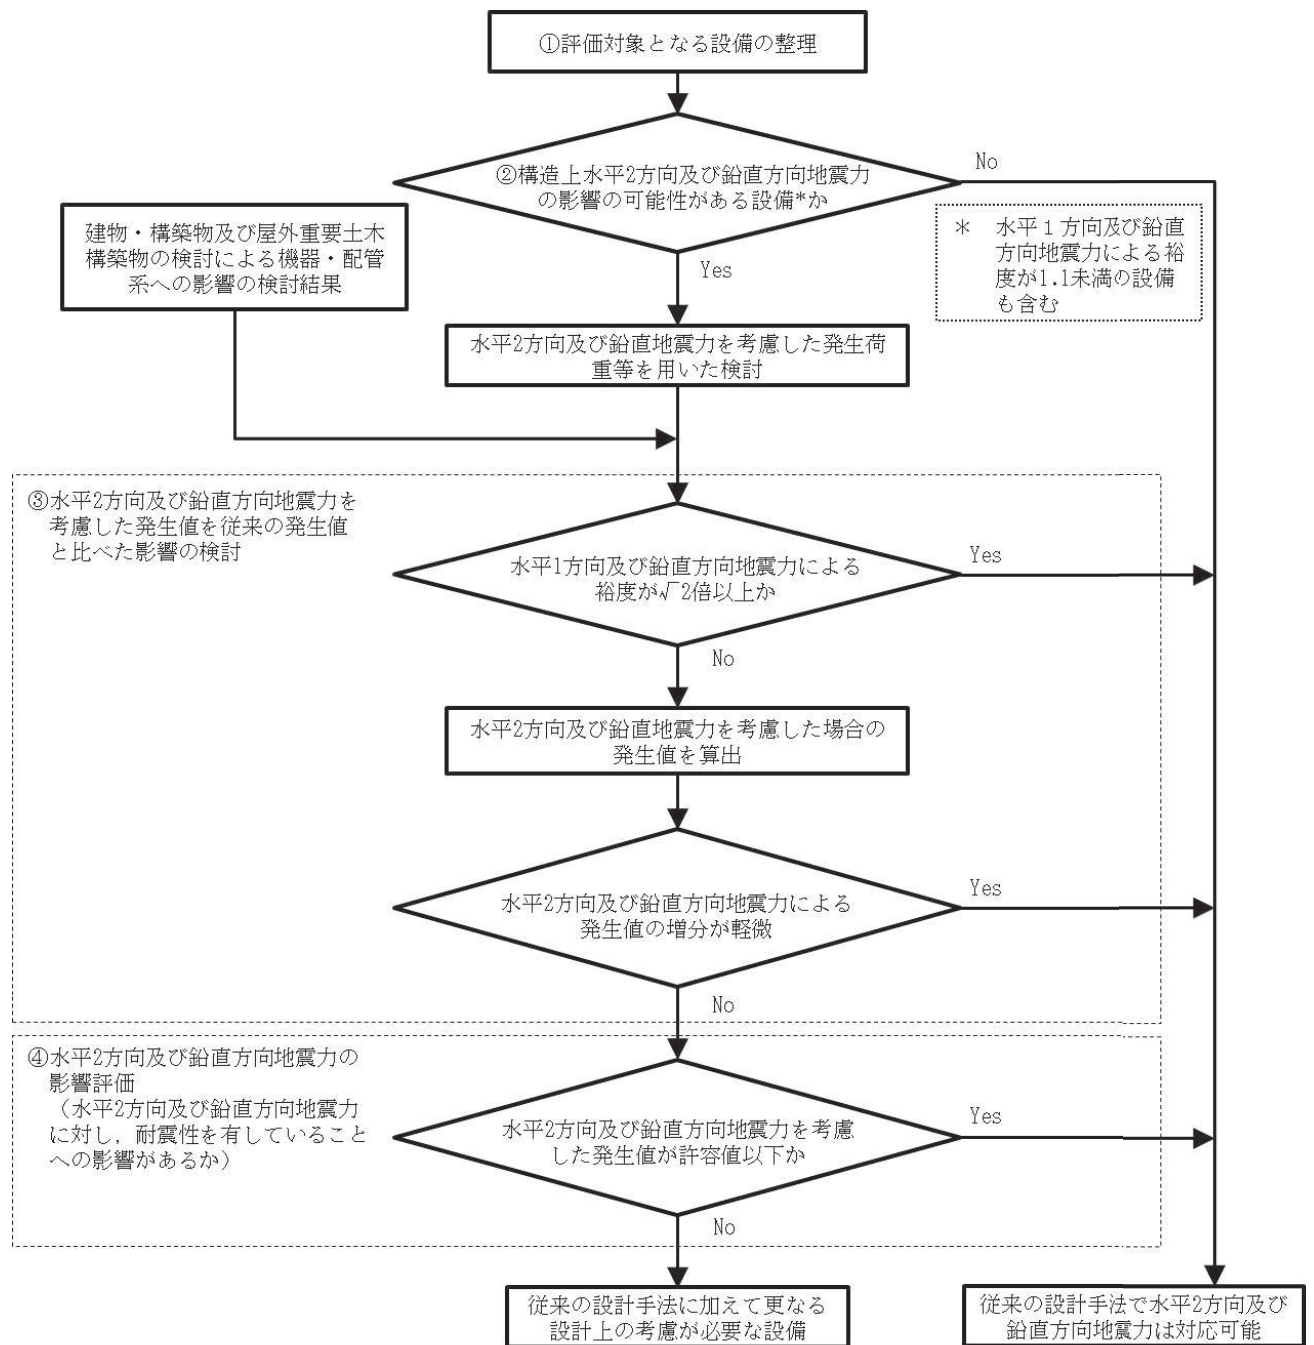 ①評価対象となる設備の整理
②構造上水平2方向及び鉛直方向地震力
の影響の可能性がある設備*か
No
Yes
＊　水平１方向及び鉛直
方向地震力による裕
度が1.1未満の設備
も含む
建物・構築物及び屋外重要土木
構築物の検討による機器・配管
系への影響の検討結果
水平2方向及び鉛直地震力を考慮した発生荷
重等を用いた検討
③水平2方向及び鉛直方向地震力を
考慮した発生値を従来の発生値
と比べた影響の検討
水平1方向及び鉛直方向地震力による
裕度が√2倍以上か
Yes
No
水平2方向及び鉛直地震力を考慮した場合の
発生値を算出
水平2方向及び鉛直方向地震力による
発生値の増分が軽微
Yes
No
④水平2方向及び鉛直方向地震力の
影響評価
（水平2方向及び鉛直方向地震力
に対し，耐震性を有していること
への影響があるか）
水平2方向及び鉛直方向地震力を考慮
した発生値が許容値以下か
Yes
No
従来の設計手法に加えて更なる
設計上の考慮が必要な設備
従来の設計手法で水平2方向及び
鉛直方向地震力は対応可能